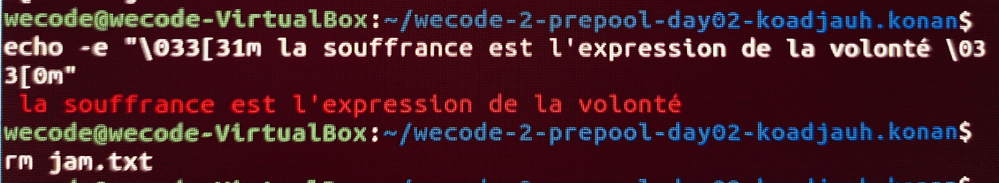 wecode@wecode-VirtualBox:~/wecode-2-prepool-day02-koadjauh.konan$
echo -e "\033[31m la souffrance est l'expression de la volonté \03
3[0m"
la souffrance est l'expression de la volonté
wecode@wecode-VirtualBox:~/wecode-2-prepool-day02-koadjauh.konan$
rm jam.txt